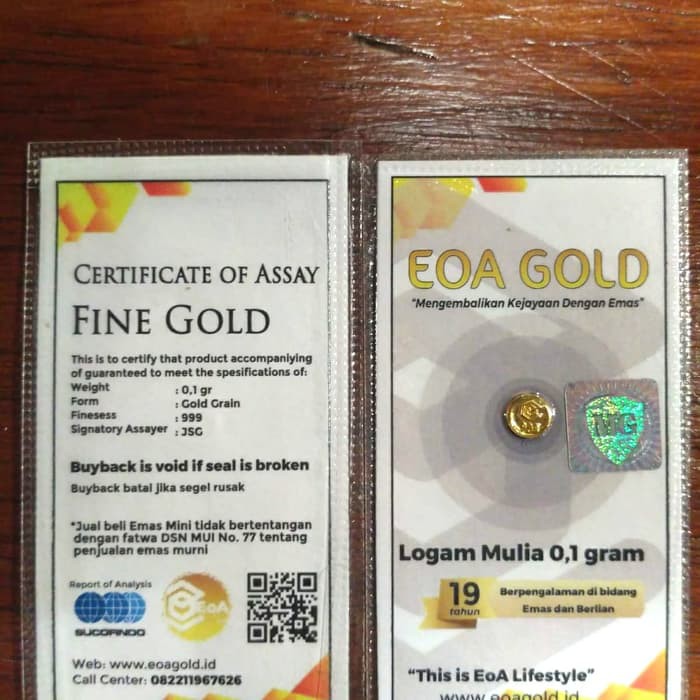 CERTIFICATE OF ASSAY
FINE GOLD
This is to certify that product accompaniying
of guaranteed to meet the spesifications of:
Weight : 0,1 gr
Form : Gold Grain
Finesess : 999
Signatory Assayer : JSG
Buyback is void if seal is broken
Buyback batal jika segel rusak
*Jual beli Emas Mini tidak bertentangan
dengan fatwa DSN MUI No. 77 tentang
penjualan emas murni
Report of Analysis
SUCOFINDO
EoA
Web: www.eoagold.id
Call Center: 082211967626
EOA GOLD
"Mengembalikan Kejayaan Dengan Emas"
Logam Mulia 0,1 gram
19
tahun
Berpengalaman di bidang
Emas dan Berlian
"This is EoA Lifestyle"
www.eoagold.id